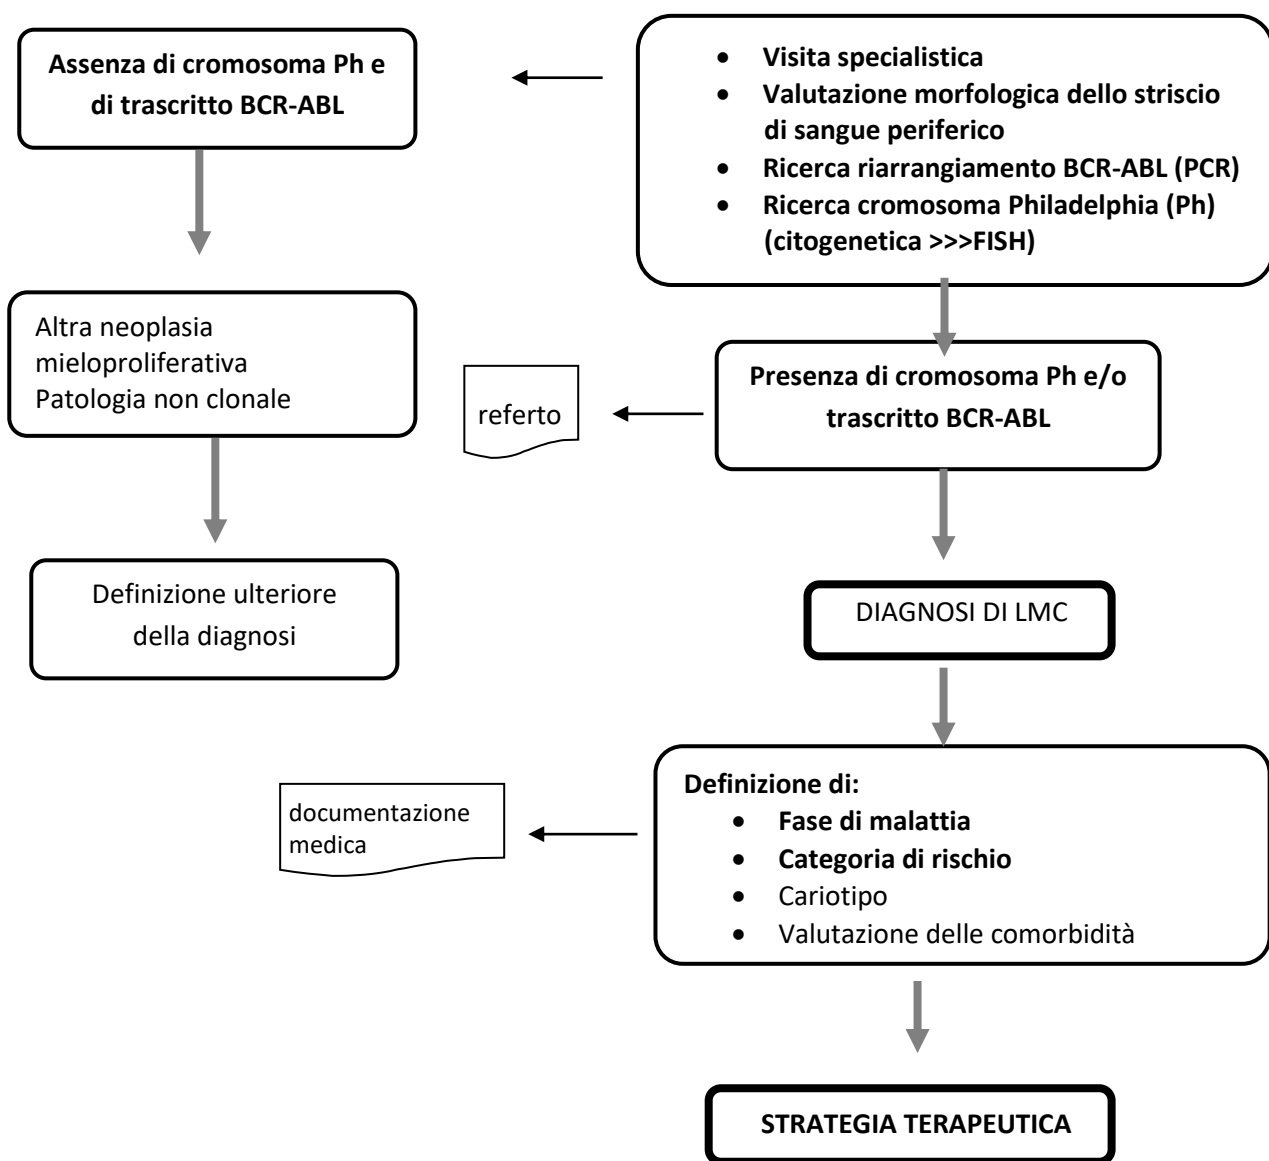 Assenza di cromosoma Ph e
di trascritto BCR-ABL
• Visita specialistica
• Valutazione morfologica dello striscio
di sangue periferico
• Ricerca riarrangiamento BCR-ABL (PCR)
• Ricerca cromosoma Philadelphia (Ph)
(citogenetica >>>FISH)
Altra neoplasia
mieloproliferativa
Patologia non clonale
referto
Presenza di cromosoma Ph e/o
trascritto BCR-ABL
Definizione ulteriore
della diagnosi
DIAGNOSI DI LMC
documentazione
medica
Definizione di:
• Fase di malattia
• Categoria di rischio
• Cariotipo
• Valutazione delle comorbidità
STRATEGIA TERAPEUTICA